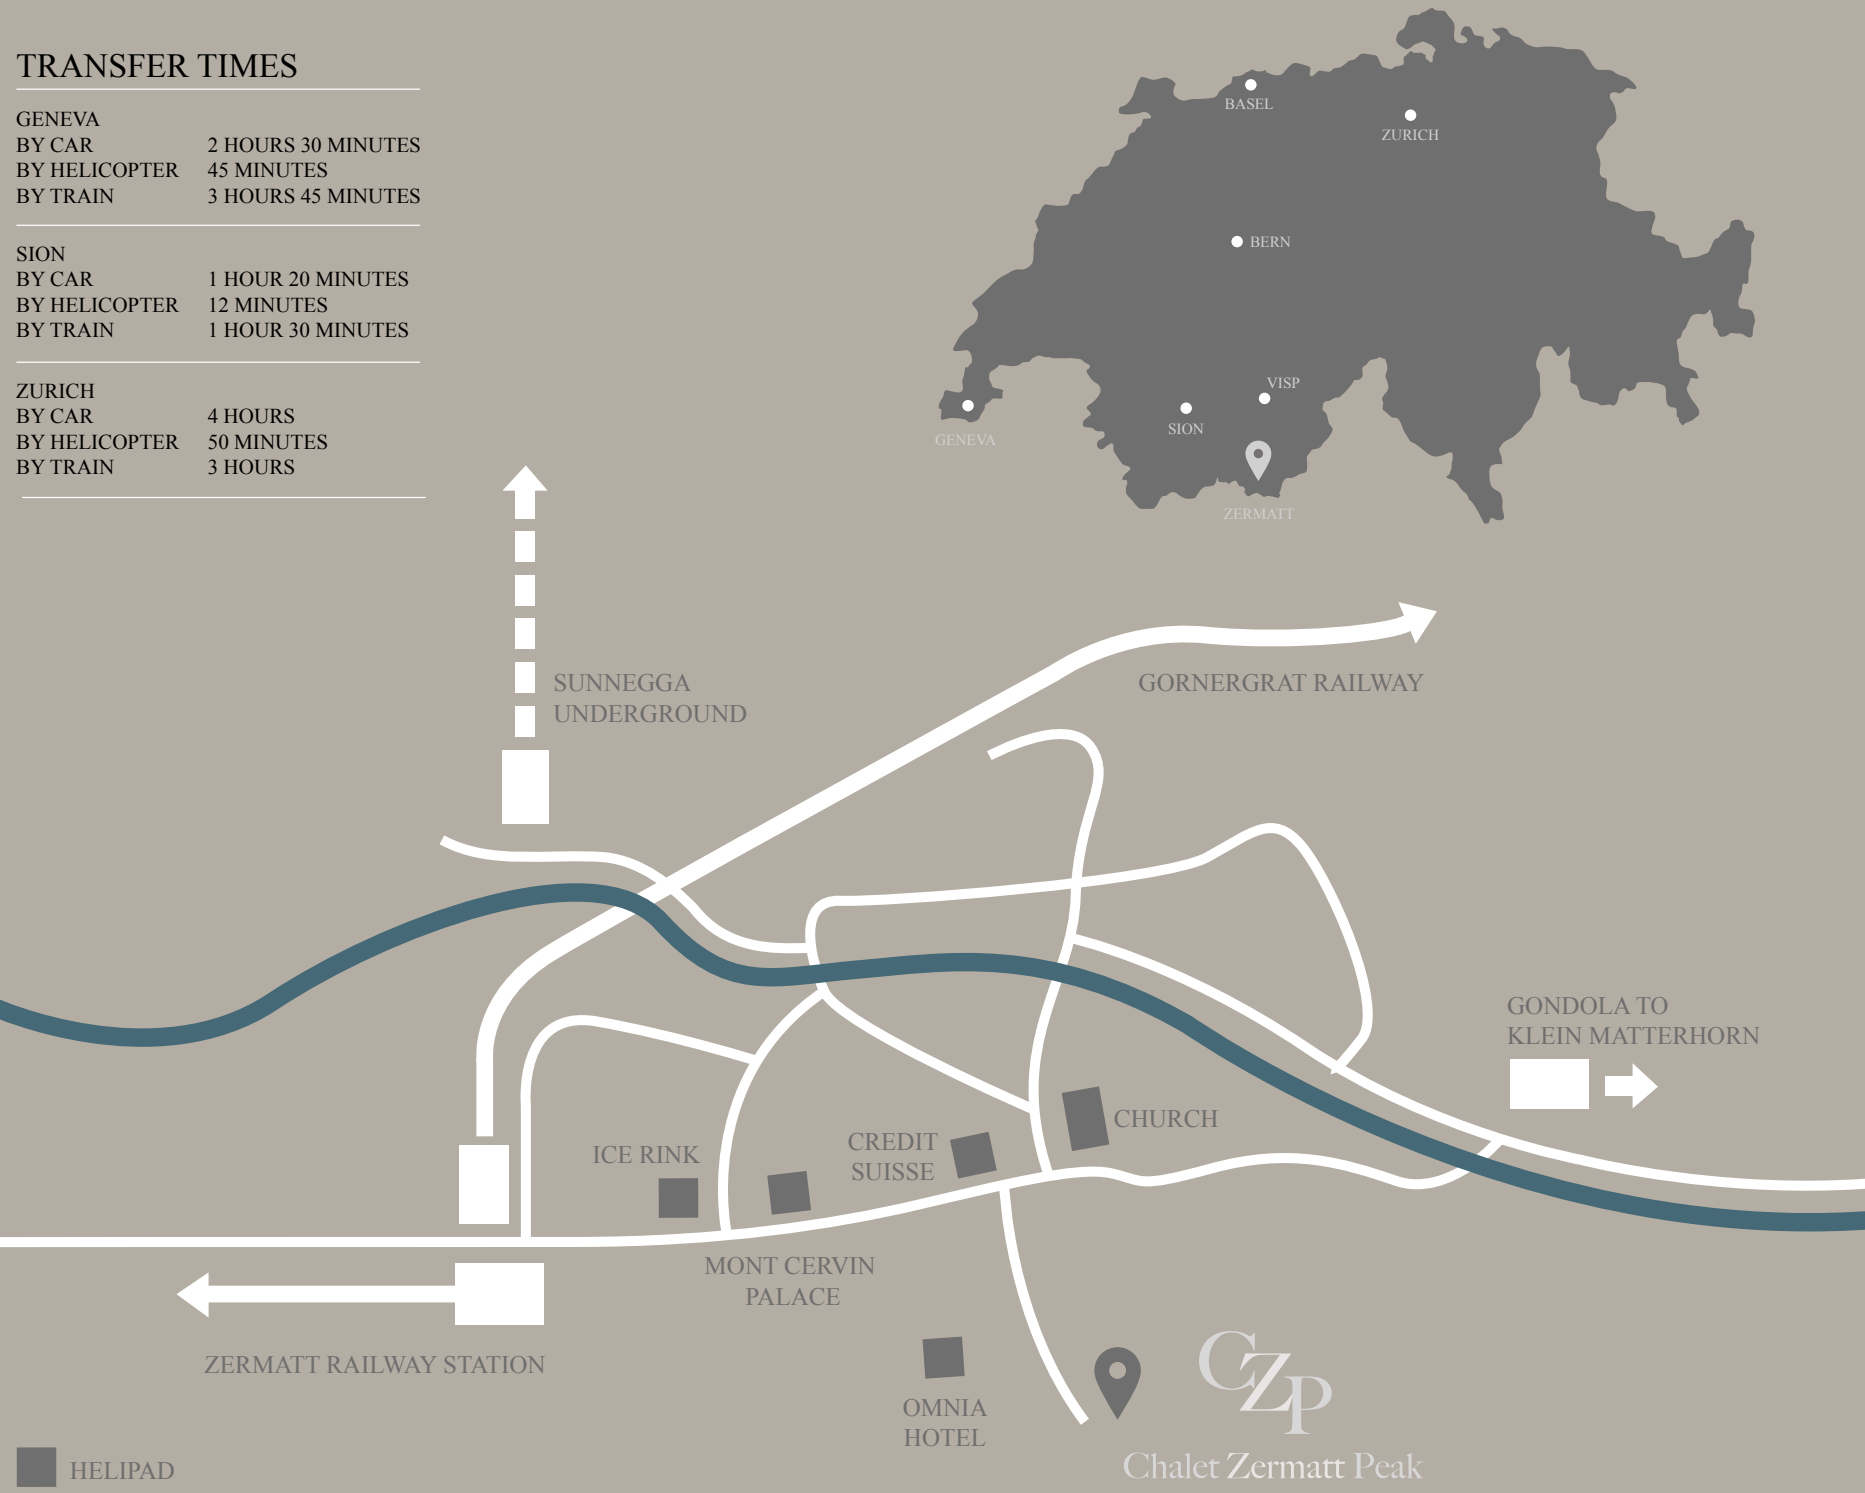 TRANSFER TIMES
GENEVA
BY CAR 2 HOURS 30 MINUTES
BY HELICOPTER 45 MINUTES
BY TRAIN 3 HOURS 45 MINUTES
SION
BY CAR 1 HOUR 20 MINUTES
BY HELICOPTER 12 MINUTES
BY TRAIN 1 HOUR 30 MINUTES
ZURICH
BY CAR 4 HOURS
BY HELICOPTER 50 MINUTES
BY TRAIN 3 HOURS
BASEL
ZURICH
BERN
VISP
SION
GENEVA
ZERMATT
SUNNEGGA
UNDERGROUND
GORNERGRAT RAILWAY
GONDOLA TO
KLEIN MATTERHORN
CHURCH
CREDIT
SUISSE
ICE RINK
MONT CERVIN
PALACE
ZERMATT RAILWAY STATION
OMNIA
HOTEL
CZP
Chalet Zermatt Peak
HELIPAD